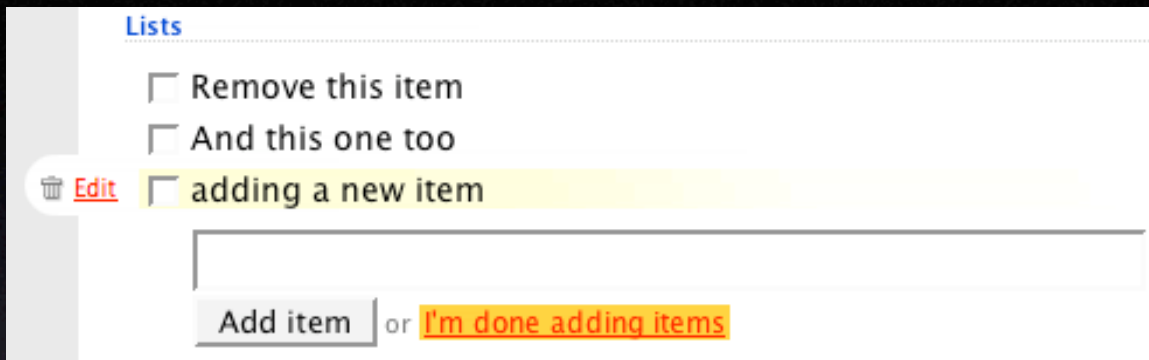 Lists
Remove this item
And this one too
Edit adding a new item
Add item or I'm done adding items